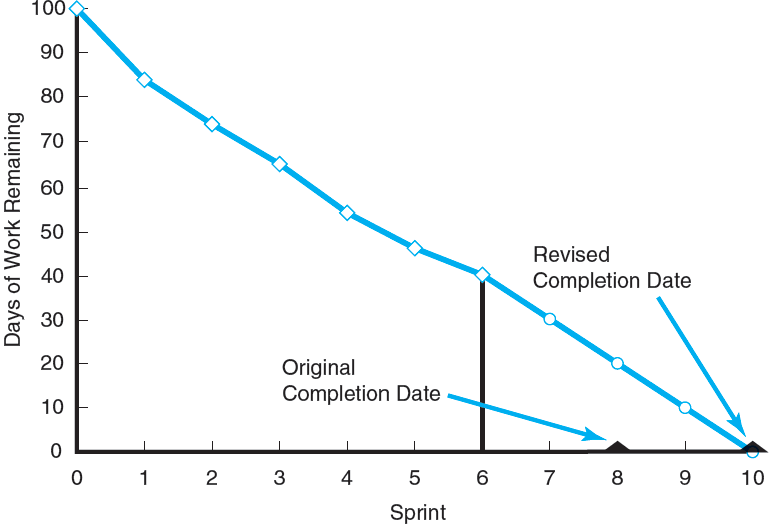 100
90
80
70
60
50
40
30
20
10
0
Days of Work Remaining
Revised
Completion Date
Original
Completion Date
0 1 2 3 4 5 6 7 8 9 10
Sprint